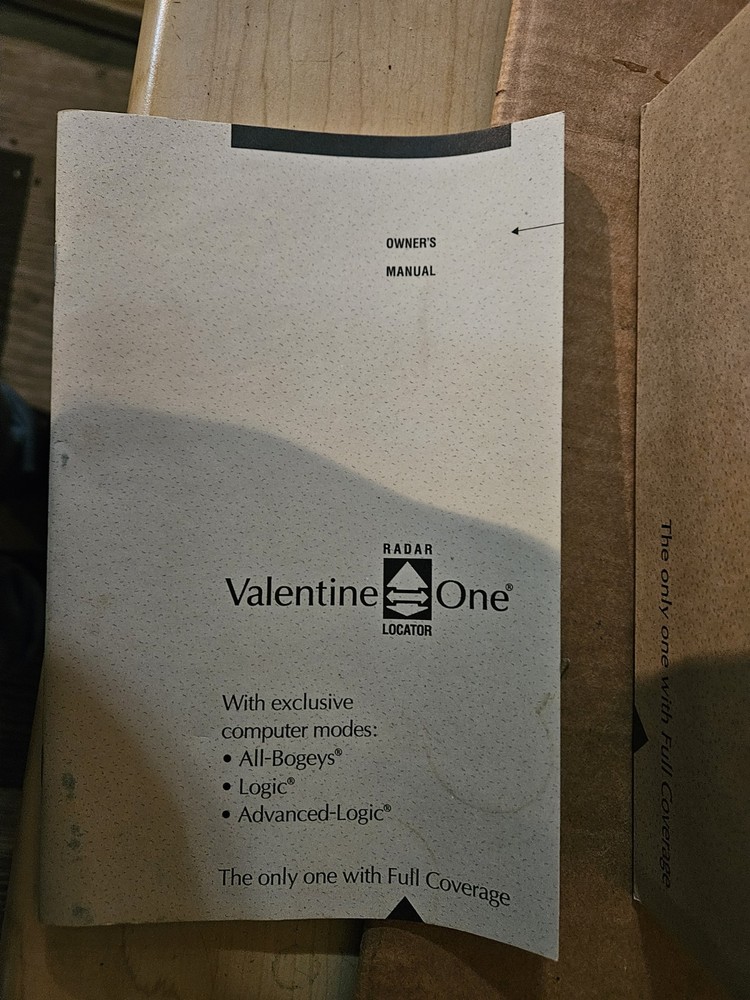 OWNER'S
MANUAL
RADAR
Valentine One®
LOCATOR
With exclusive
computer modes:
• All-Bogeys®
• Logic®
• Advanced-Logic®
The only one with Full Coverage
The only one with Full Coverage